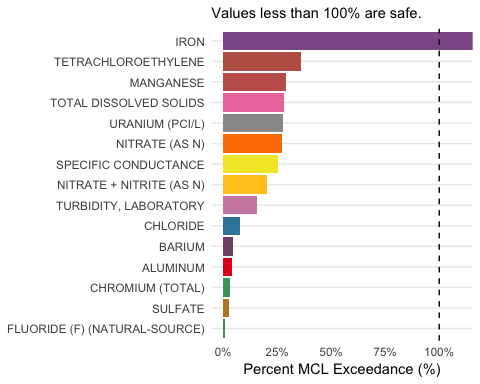 Values less than 100% are safe.
IRON
TETRACHLOROETHYLENE
MANGANESE
TOTAL DISSOLVED SOLIDS
URANIUM (PCI/L)
NITRATE (AS N)
SPECIFIC CONDUCTANCE
NITRATE + NITRITE (AS N)
TURBIDITY, LABORATORY
CHLORIDE
BARIUM
ALUMINUM
CHROMIUM (TOTAL)
SULFATE
FLUORIDE (F) (NATURAL-SOURCE)
0% 25% 50% 75% 100%
Percent MCL Exceedance (%)